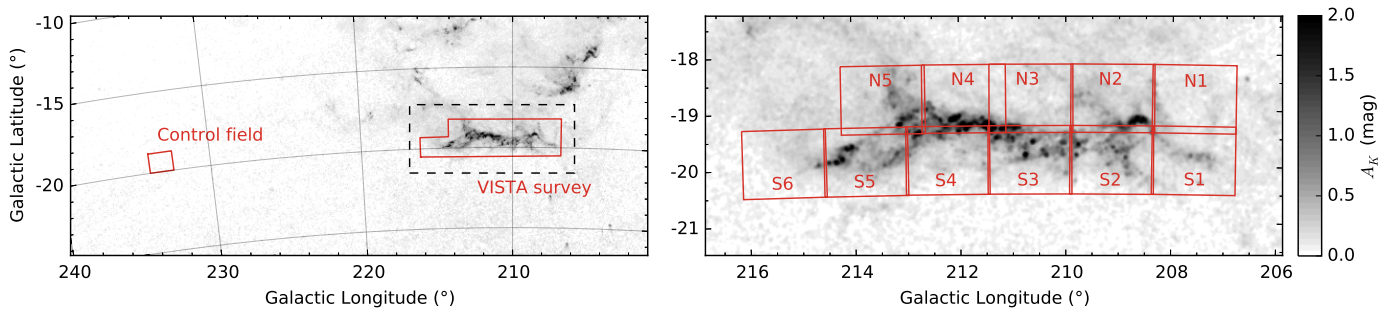 -10
-15
-20
Galactic Latitude (°)
Control field
VISTA survey
240
230
220
210
Galactic Longitude (°)
-18
-19
-20
-21
N5 N4 N3 N2 N1
S6 S5 S4 S3 S2 S1
216
214
212
210
208
206
Galactic Longitude (°)
2.0
1.5
1.0
0.5
0.0
A_K (mag)